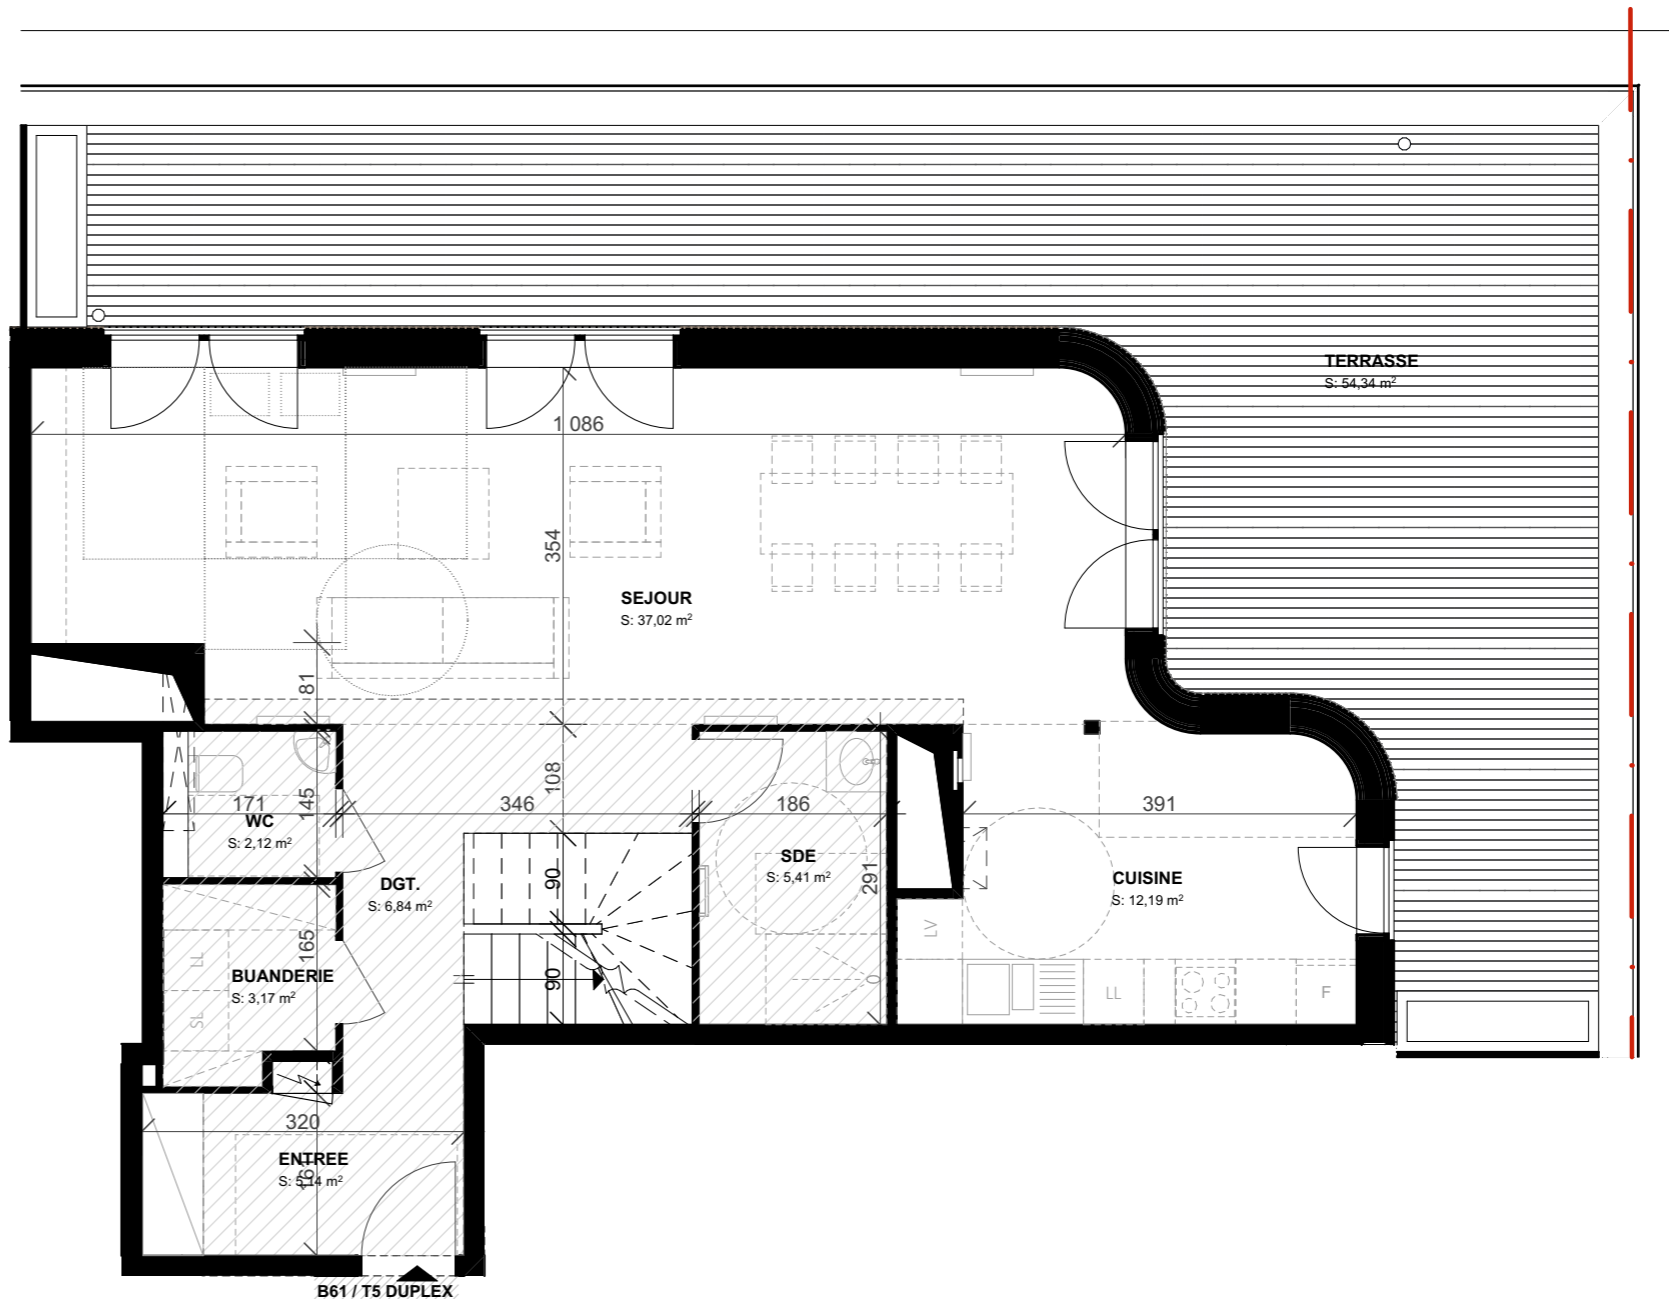 TERRASSE
S: 54,34 m²
1 086
354
SEJOUR
S: 37,02 m²
81
108
171
145
346
186
391
WC
S: 2,12 m²
SDE
S: 5,41 m²
291
90
DGT.
S: 6,84 m²
CUISINE
S: 12,19 m²
LV
165
LL
BUANDERIE
S: 3,17 m²
SL
90
0
LL
F
320
ENTREE
S: 5,14 m²
B61 / T5 DUPLEX